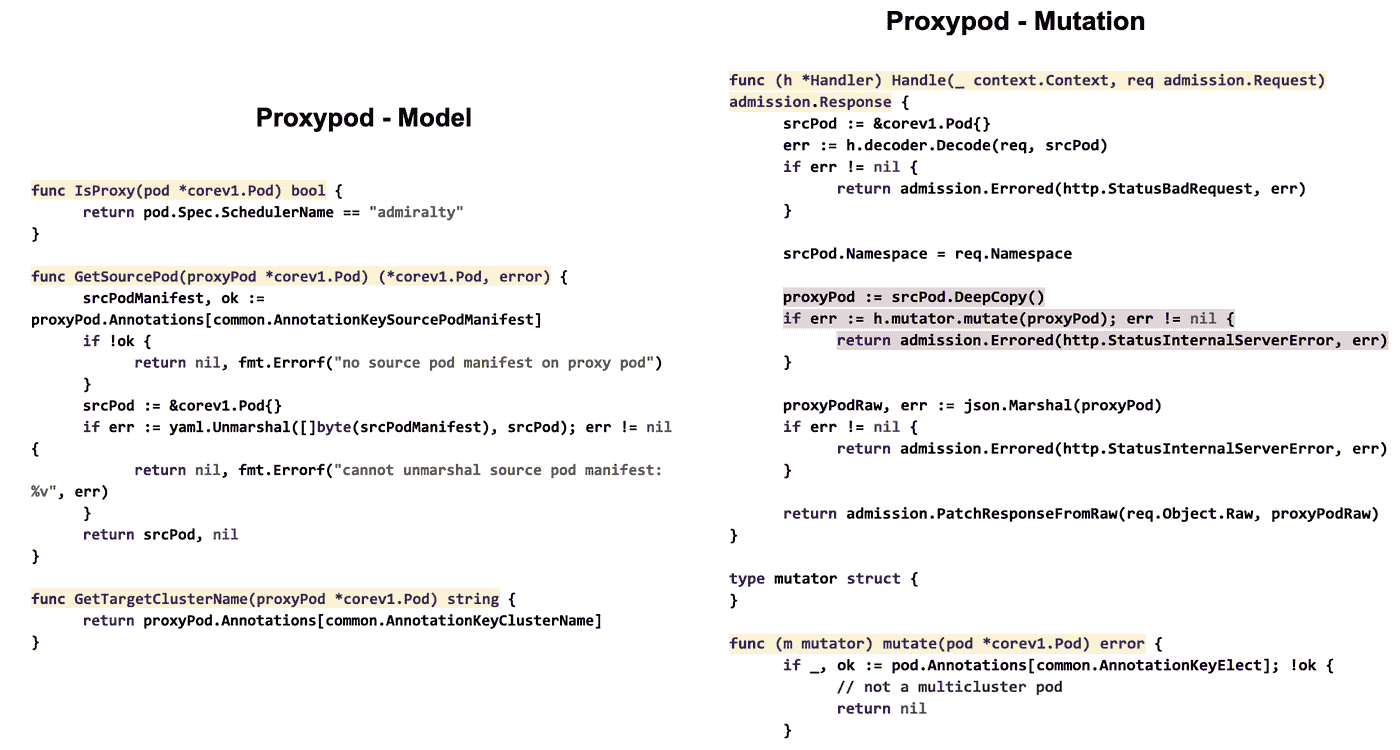 Proxypod - Model
func IsProxy(pod *corev1.Pod) bool {
return pod.Spec.SchedulerName == "admiralty"
}
func GetSourcePod(proxyPod *corev1.Pod) (*corev1.Pod, error) {
srcPodManifest, ok :=
proxyPod.Annotations[common.AnnotationKeySourcePodManifest]
if !ok {
return nil, fmt.Errorf("no source pod manifest on proxy pod")
}
srcPod := &corev1.Pod{}
if err := yaml.Unmarshal([]byte(srcPodManifest), srcPod); err != nil
{
return nil, fmt.Errorf("cannot unmarshal source pod manifest:
%v", err)
}
return srcPod, nil
}
func GetTargetClusterName(proxyPod *corev1.Pod) string {
return proxyPod.Annotations[common.AnnotationKeyClusterName]
}
Proxypod - Mutation
func (h *Handler) Handle(_ context.Context, req admission.Request)
admission.Response {
srcPod := &corev1.Pod{}
err := h.decoder.Decode(req, srcPod)
if err != nil {
return admission.Errored(http.StatusBadRequest, err)
}
srcPod.Namespace = req.Namespace
proxyPod := srcPod.DeepCopy()
if err := h.mutator.mutate(proxyPod); err != nil {
return admission.Errored(http.StatusInternalServerError, err)
}
proxyPodRaw, err := json.Marshal(proxyPod)
if err != nil {
return admission.Errored(http.StatusInternalServerError, err)
}
return admission.PatchResponseFromRaw(req.Object.Raw, proxyPodRaw)
}
type mutator struct {
}
func (m mutator) mutate(pod *corev1.Pod) error {
if _, ok := pod.Annotations[common.AnnotationKeyElect]; !ok {
// not a multicluster pod
return nil
}